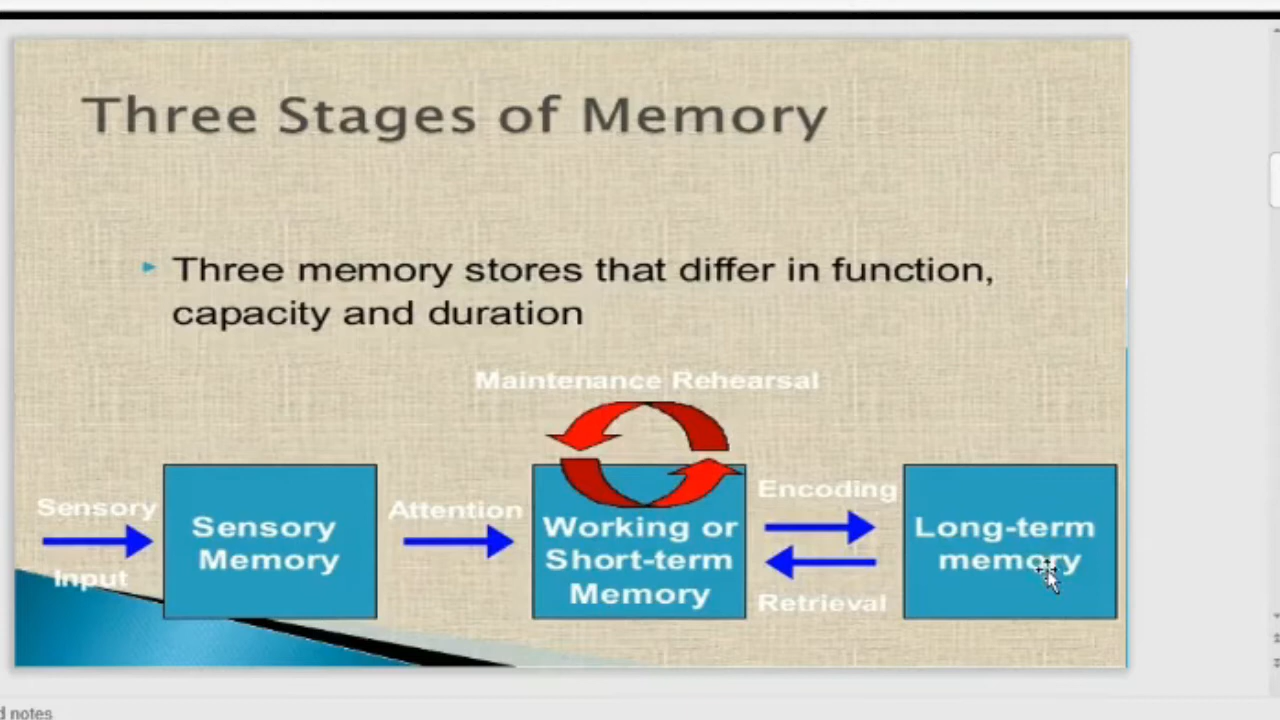 Three Stages of Memory
Three memory stores that differ in function,
capacity and duration
Maintenance Rehearsal
Sensory
Input
Sensory
Memory
Attention
Working or
Short-term
Memory
Encoding
Retrieval
Long-term
memory
notes